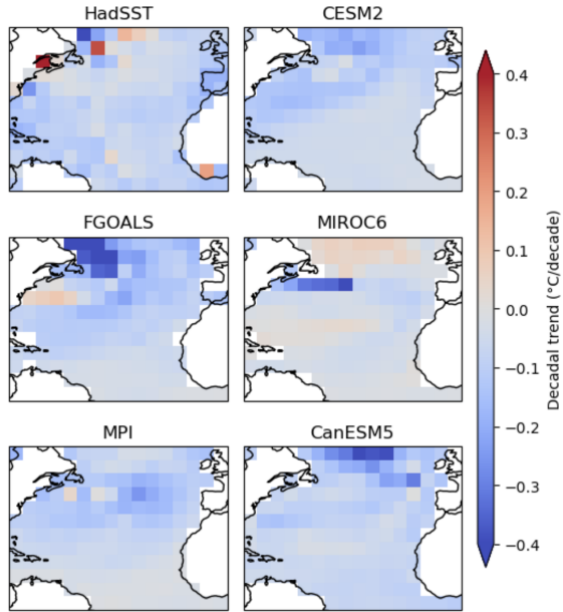 HadSST
CESM2
FGOALS
MIROC6
MPI
CanESM5
0.4
0.3
0.2
0.1
0.0
−0.1
−0.2
−0.3
−0.4
Decadal trend (°C/decade)